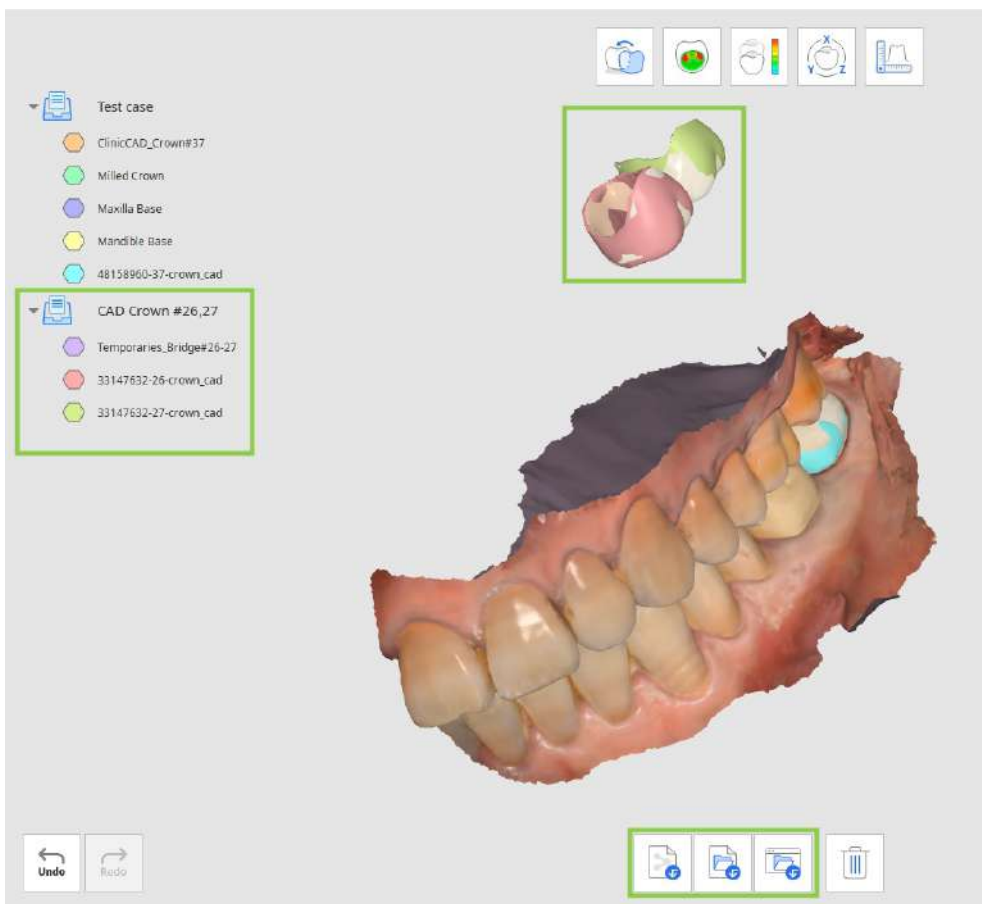 X
Y Z
Test case
ClinicCAD_Crown#37
Milled Crown
Maxilla Base
Mandible Base
48158960-37-crown_cad
CAD Crown #26,27
Temporaries_Bridge#26-27
33147632-26-crown_cad
33147632-27-crown_cad
Undo
Redo